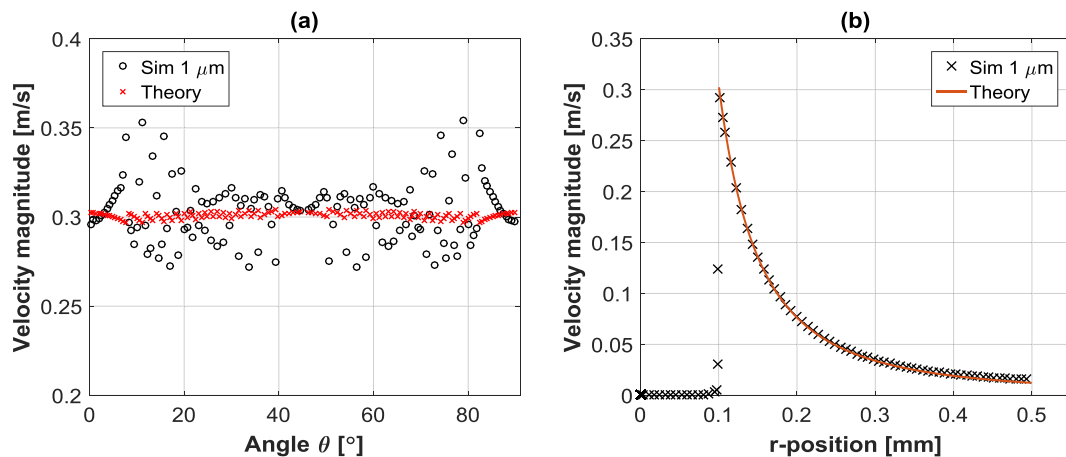 (a)
0.4
0.35
0.3
0.25
0.2
Velocity magnitude [m/s]
Sim 1 μm
Theory
0 20 40 60 80
Angle θ [°]
(b)
0.35
0.3
0.25
0.2
0.15
0.1
0.05
0
Velocity magnitude [m/s]
Sim 1 μm
Theory
0 0.1 0.2 0.3 0.4 0.5
r-position [mm]